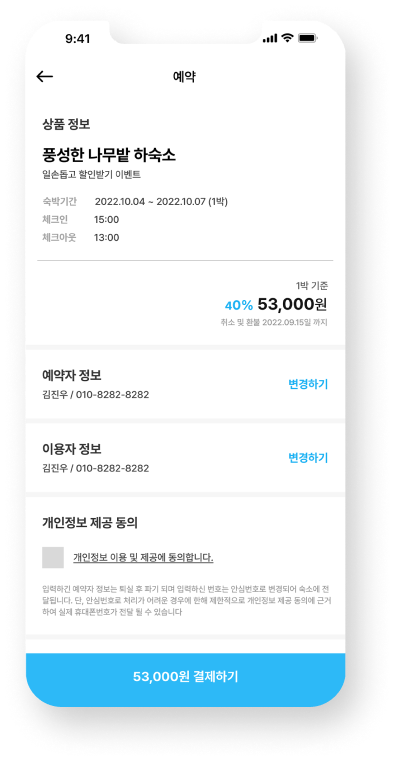 9:41
예약
상품 정보
풍성한 나무밭 하숙소
일손돕고 할인받기 이벤트
숙박기간 2022.10.04 ~ 2022.10.07 (1박)
체크인 15:00
체크아웃 13:00
1박 기준
40% 53,000원
취소 및 환불 2022.09.15일 까지
예약자 정보
김진우 / 010-8282-8282
변경하기
이용자 정보
김진우 / 010-8282-8282
변경하기
개인정보 제공 동의
개인정보 이용 및 제공에 동의합니다.
입력하긴 예약자 정보는 퇴실 후 파기 되며 입력하신 번호는 안심번호로 변경되어 숙소에 전
달됩니다. 단, 안심번호로 처리가 어려운 경우에 한해 제한적으로 개인정보 제공 동의에 근거
하여 실제 휴대폰번호가 전달 될 수 있습니다
53,000원 결제하기